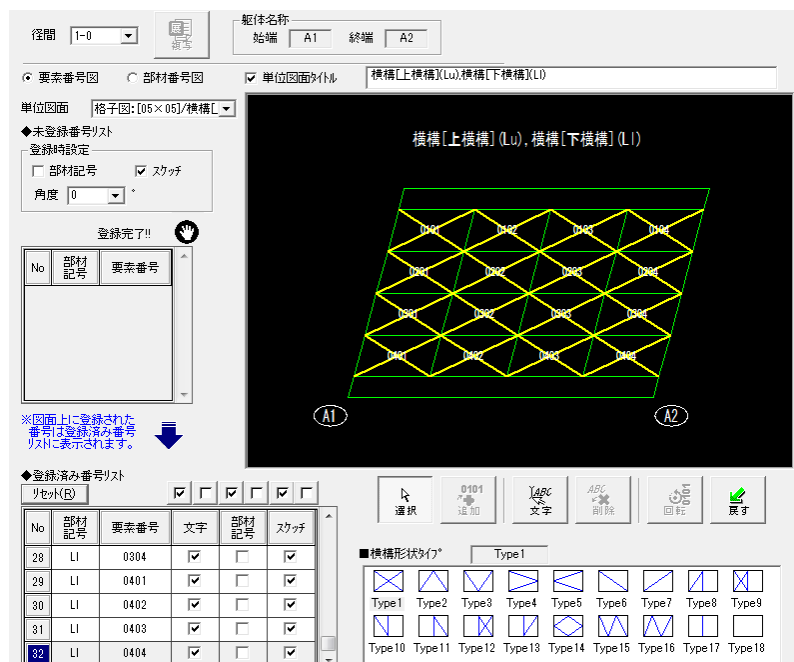 径間 1-0 複写
躯体名称
始端 A1 終端 A2
要素番号図 部材番号図 単位図面タイトル 横構[上横構](Lu),横構[下横構](Ll)
単位図面 格子図:[05×05]/横構[L
◆未登録番号リスト
登録時設定
部材記号 スケッチ
角度 0 °
登録完了!!
No 部材記号 要素番号
※図面上に登録された
番号は登録済み番号
リストに表示されます。
横構[上横構](Lu),横構[下横構](Ll)
0101 0102 0103 0104
0201 0202 0203 0204
0301 0302 0303 0304
0401 0402 0403 0404
A1 A2
◆登録済み番号リスト
リセット(R)
No 部材記号 要素番号 文字 部材記号 スケッチ
28 Ll 0304
29 Ll 0401
30 Ll 0402
31 Ll 0403
32 Ll 0404
選択 0101 追加 ABC 文字 ABC 削除 0101 回転 戻す
■横構形状タイプ Type1
Type1 Type2 Type3 Type4 Type5 Type6 Type7 Type8 Type9
Type10 Type11 Type12 Type13 Type14 Type15 Type16 Type17 Type18